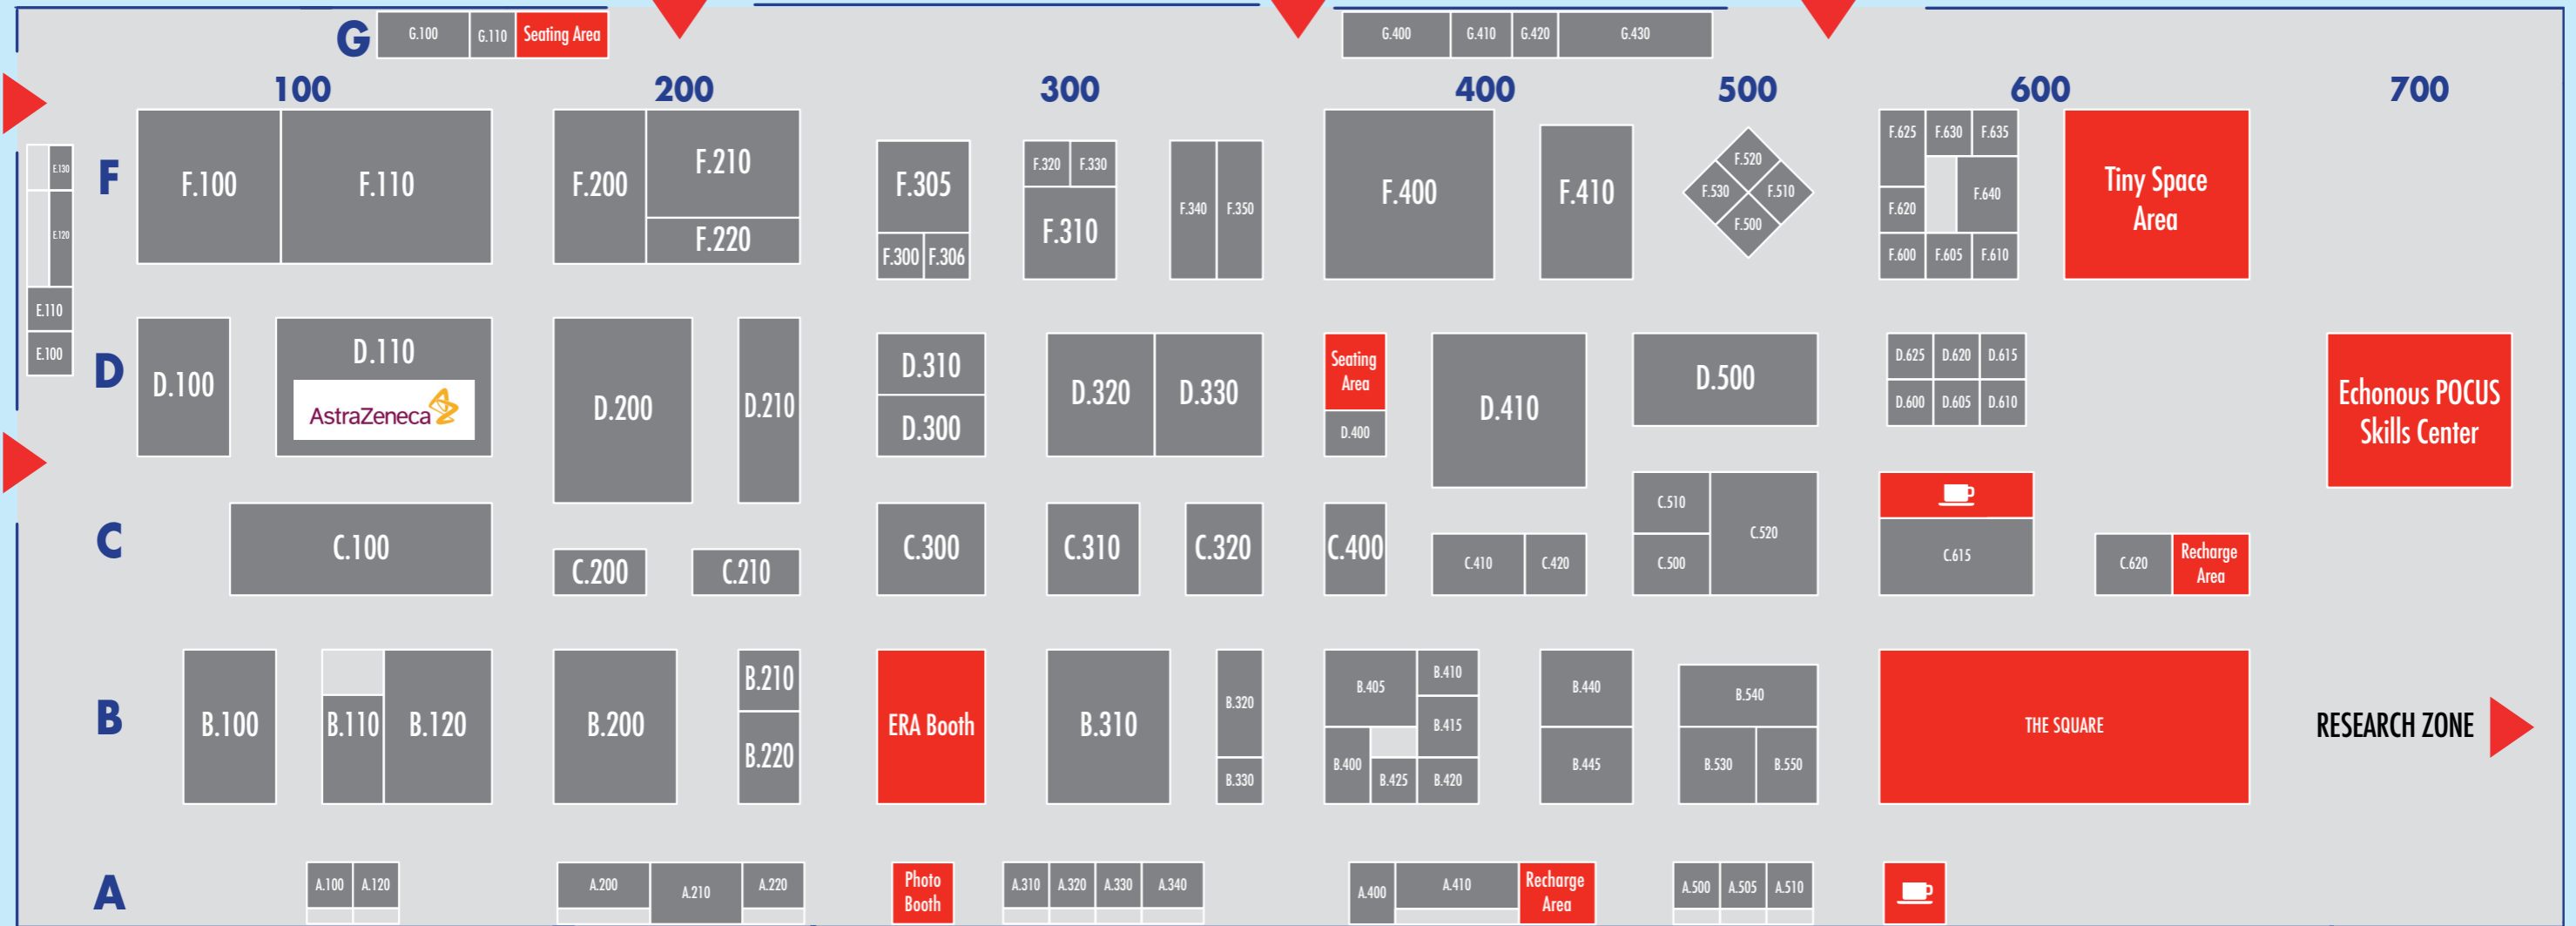 G
G.100
G.110
Seating Area
G.400
G.410
G.420
G.430
100
200
300
400
500
600
700
F
F.100
F.110
F.200
F.210
F.220
F.305
F.300
F.306
F.320
F.330
F.310
F.340
F.350
F.400
F.410
F.520
F.530
F.510
F.500
F.625
F.630
F.635
F.620
F.640
F.600
F.605
F.610
Tiny Space
Area
E.130
E.120
E.110
E.100
D
D.100
D.110
AstraZeneca
D.200
D.210
D.310
D.300
D.320
D.330
Seating
Area
D.400
D.410
D.500
D.625
D.620
D.615
D.600
D.605
D.610
Echonous POCUS
Skills Center
C
C.100
C.200
C.210
C.300
C.310
C.320
C.400
C.410
C.420
C.510
C.500
C.520
C.615
C.620
Recharge
Area
B
B.100
B.110
B.120
B.200
B.210
B.220
ERA Booth
B.310
B.320
B.330
B.405
B.410
B.415
B.400
B.425
B.420
B.440
B.445
B.540
B.530
B.550
THE SQUARE
RESEARCH ZONE
A
A.100
A.120
A.200
A.210
A.220
Photo
Booth
A.310
A.320
A.330
A.340
A.400
A.410
Recharge
Area
A.500
A.505
A.510